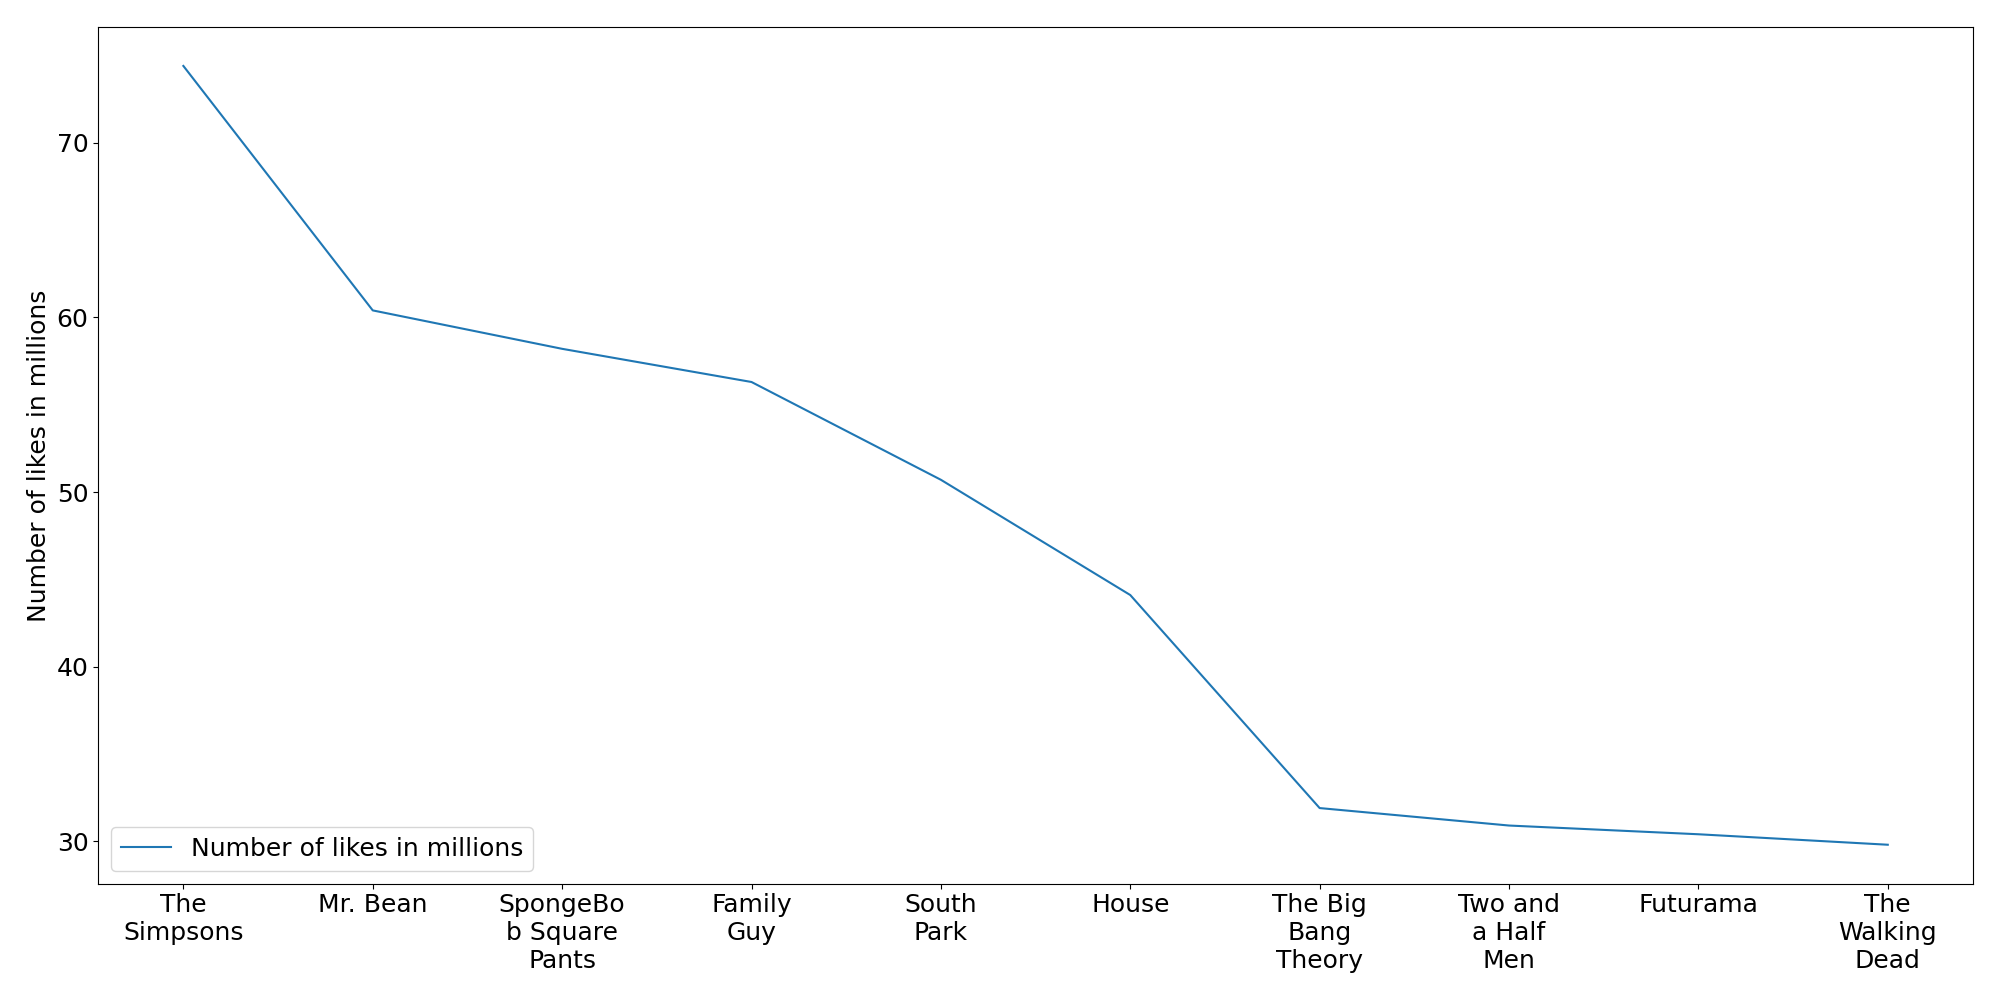 Number of likes in millions
70
60
50
40
30
Number of likes in millions
The
Simpsons
Mr. Bean
SpongeBo
b Square
Pants
Family
Guy
South
Park
House
The Big
Bang
Theory
Two and
a Half
Men
Futurama
The
Walking
Dead